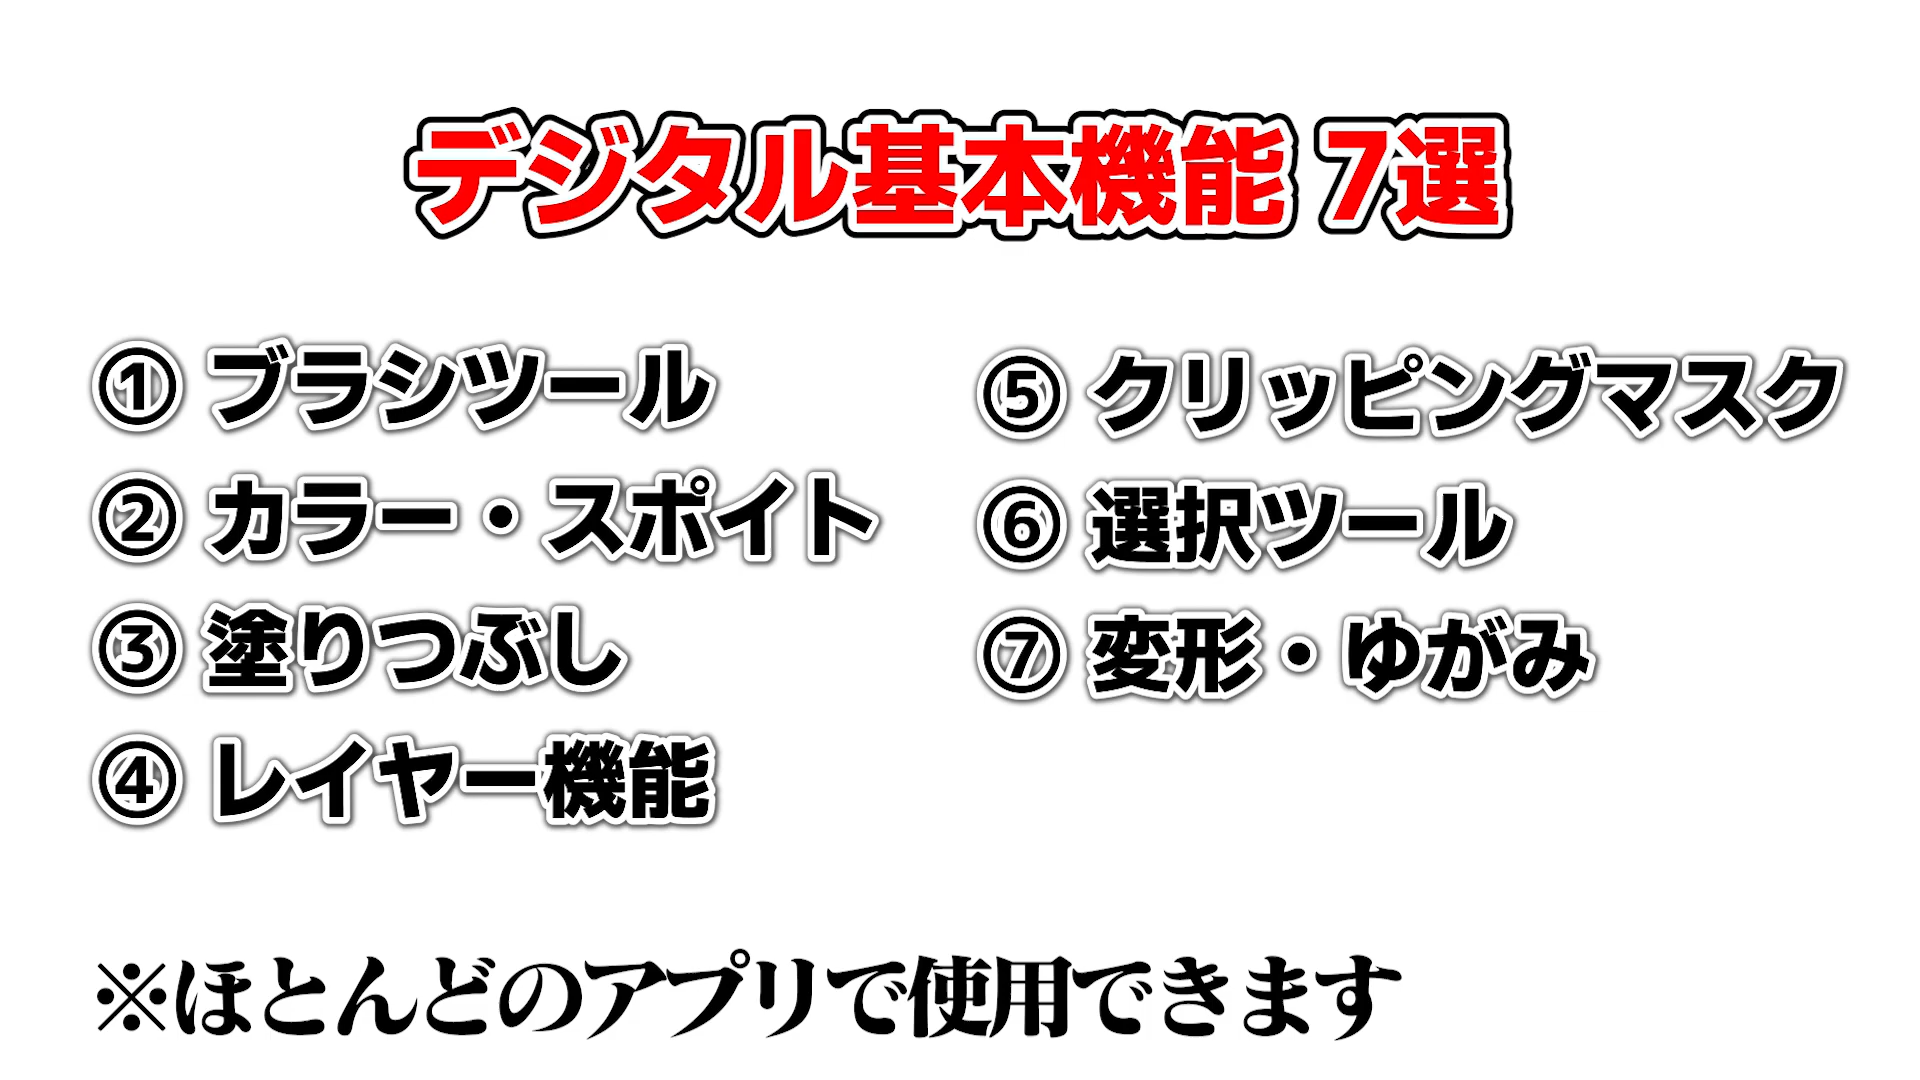 デジタル基本機能 7選
① ブラシツール
② カラー・スポイト
③ 塗りつぶし
④ レイヤー機能
⑤ クリッピングマスク
⑥ 選択ツール
⑦ 変形・ゆがみ
※ほとんどのアプリで使用できます